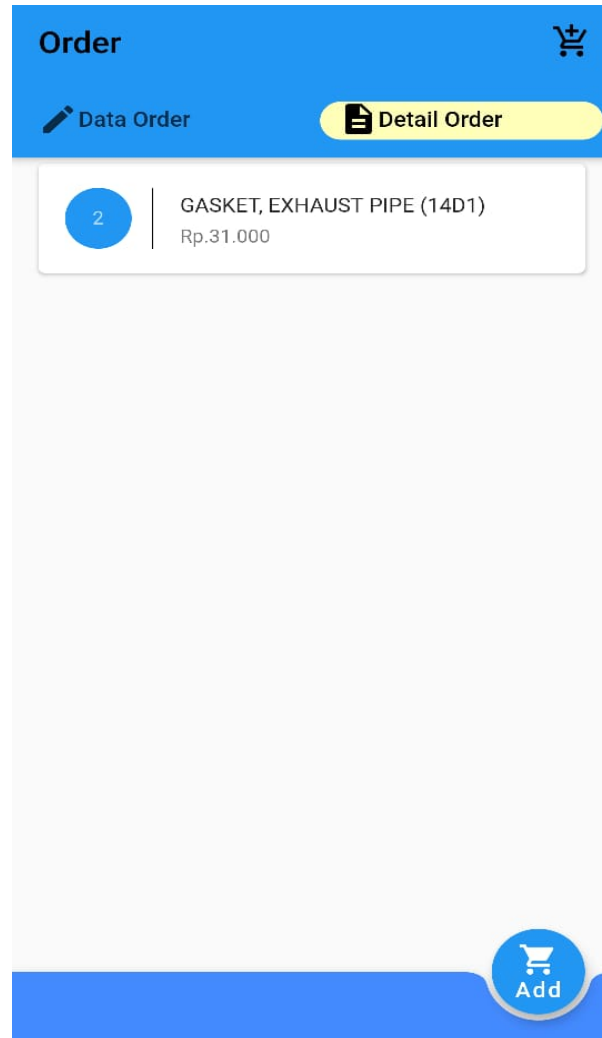 Order
Data Order
Detail Order
2
GASKET, EXHAUST PIPE (14D1)
Rp.31.000
Add